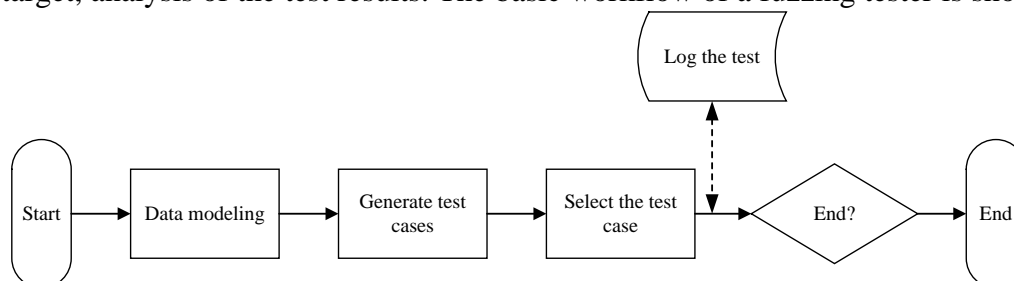 target, analysis of the test results. The basic workflow of a fuzzing tester is sho
Log the test
Start
Data modeling
Generate test
cases
Select the test
case
End?
End